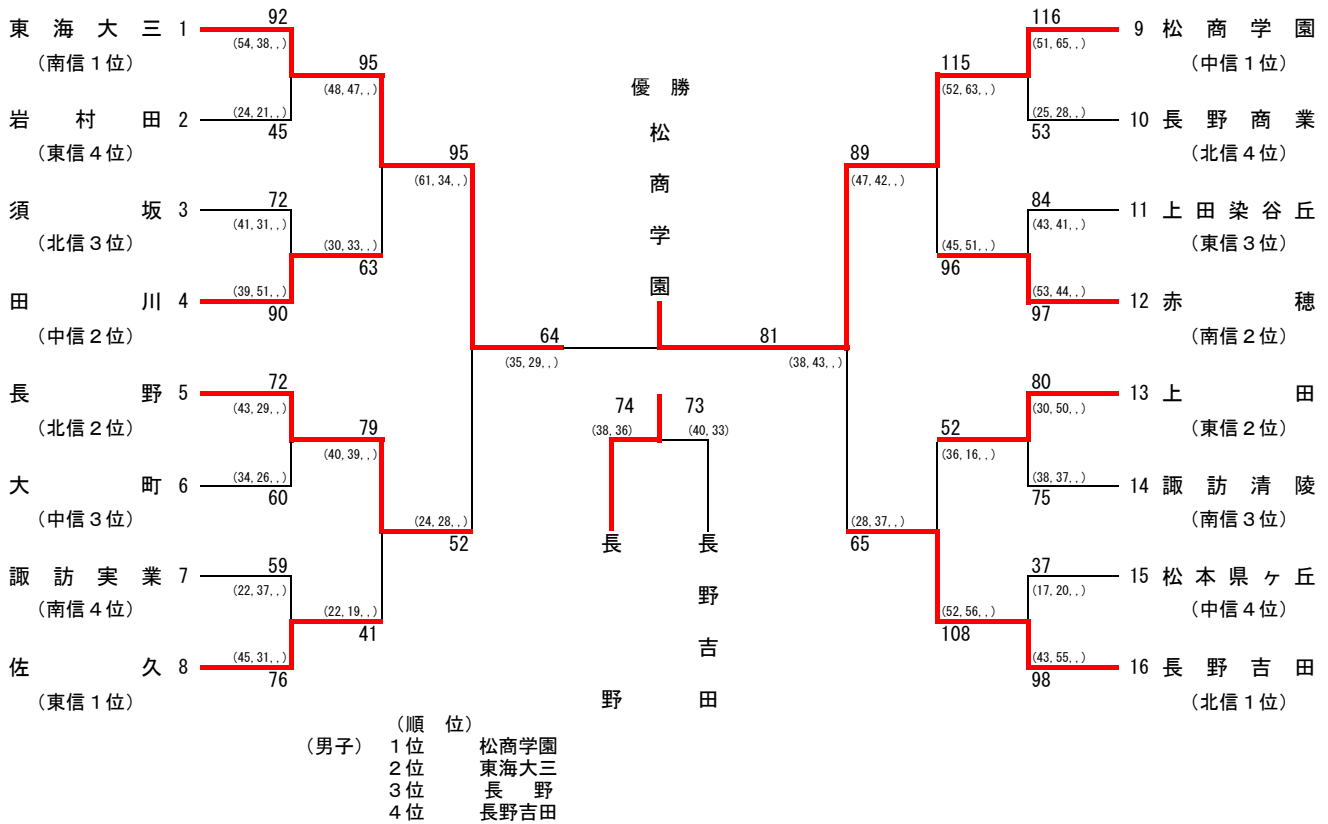 東海大三 1
(南信1位)
92
(54, 38, , )
岩村田 2
(東信4位)
(24, 21, , )
45
須坂 3
(北信3位)
72
(41, 31, , )
田川 4
(中信2位)
(39, 51, , )
90
長野 5
(北信2位)
72
(43, 29, , )
大町 6
(中信3位)
(34, 26, , )
60
諏訪実業 7
(南信4位)
59
(22, 37, , )
佐久 8
(東信1位)
(45, 31, , )
76
95
(48, 47, , )
(30, 33, , )
63
79
(40, 39, , )
(22, 19, , )
41
95
(61, 34, , )
(24, 28, , )
52
64
(35, 29, , )
優勝
松商学園
81
(38, 43, , )
74
(38, 36)
73
(40, 33)
長野
長野吉田
89
(47, 42, , )
(28, 37, , )
65
115
(52, 63, , )
(45, 51, , )
96
52
(36, 16, , )
(52, 56, , )
108
116
(51, 65, , )
9 松商学園
(中信1位)
(25, 28, , )
53
10 長野商業
(北信4位)
84
(43, 41, , )
11 上田染谷丘
(東信3位)
(53, 44, , )
97
12 赤穂
(南信2位)
80
(30, 50, , )
13 上田
(東信2位)
(38, 37, , )
75
14 諏訪清陵
(南信3位)
37
(17, 20, , )
15 松本県ヶ丘
(中信4位)
(43, 55, , )
98
16 長野吉田
(北信1位)
(順 位)
(男子) 1位 松商学園
2位 東海大三
3位 長 野
4位 長野吉田